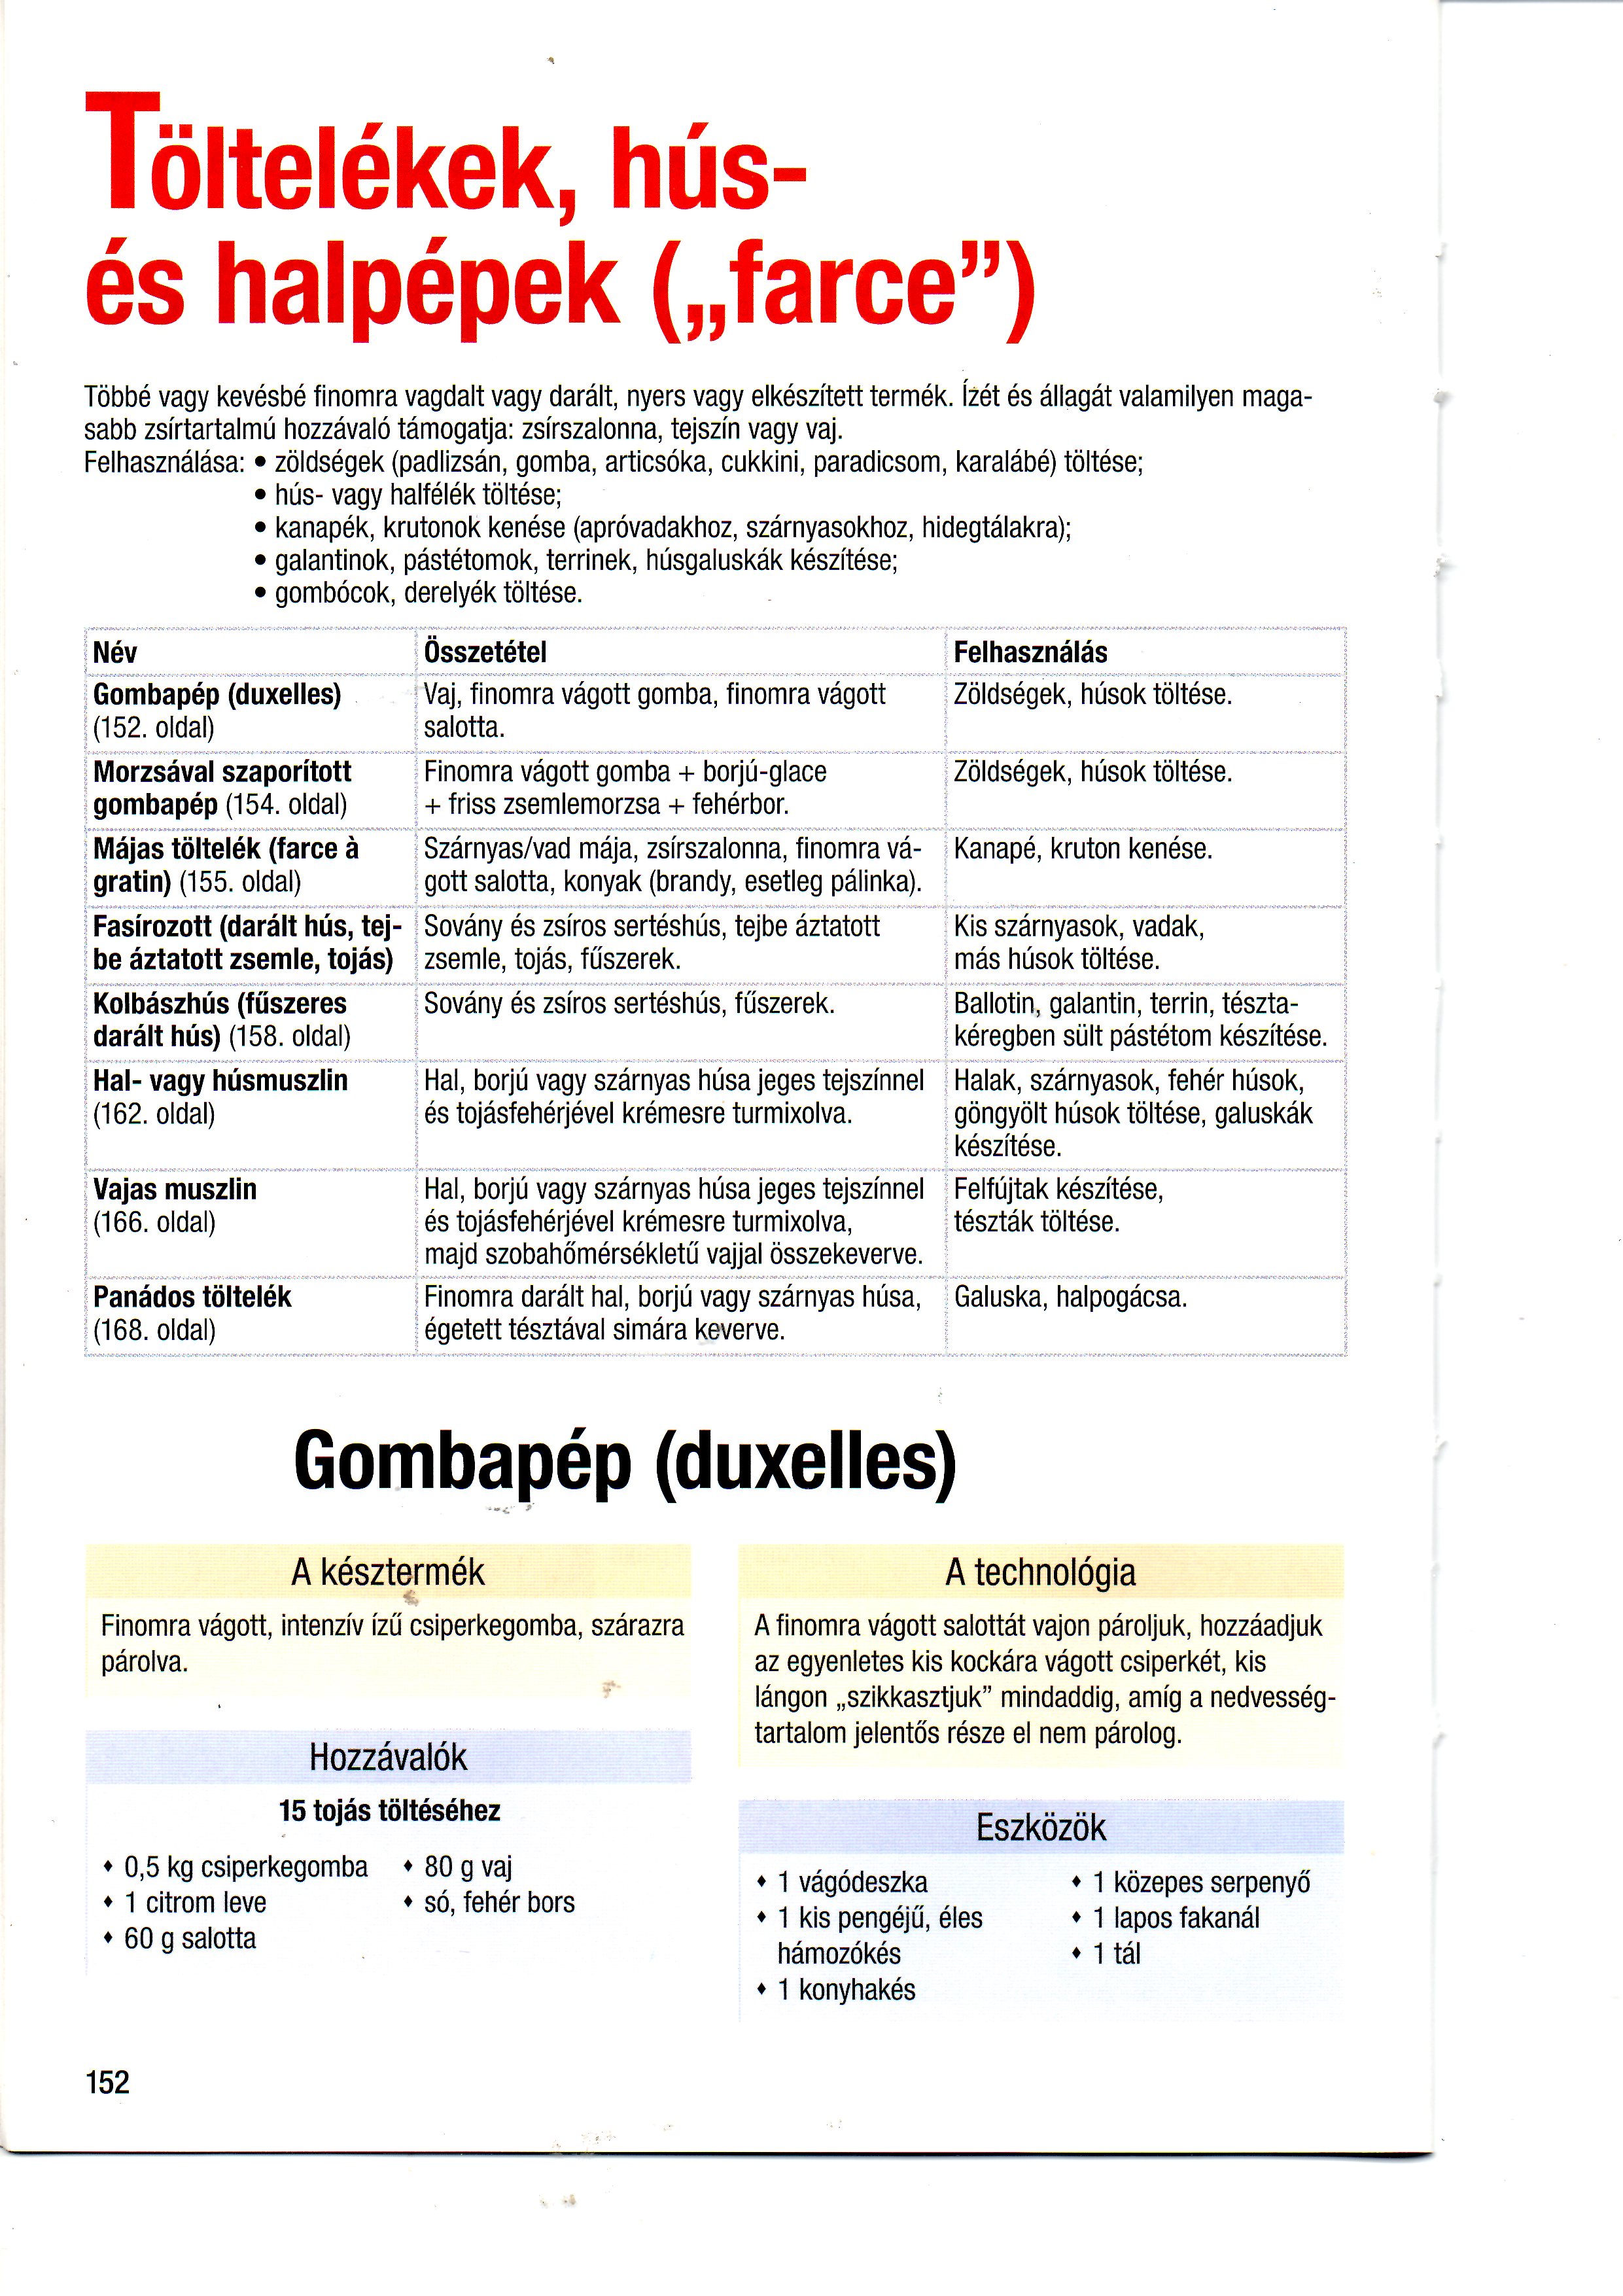 Töltelékek, hús-
és halpépek („farce”)
Többé vagy kevésbé finomra vagdalt vagy darált, nyers vagy elkészített termék. Ízét és állagát valamilyen maga-
sabb zsírtartalmú hozzávaló támogatja: zsírszalonna, tejszín vagy vaj.
Felhasználása: • zöldségek (padlizsán, gomba, articsóka, cukkini, paradicsom, karalábé) töltése;
• hús- vagy halfélék töltése;
• kanapék, krutonok kenése (apróvadakhoz, szárnyasokhoz, hidegtálakra);
• galantinok, pástétomok, terrinek, húsgaluskák készítése;
• gombócok, derelyék töltése.
Név Összetétel Felhasználás
Gombapép (duxelles) Vaj, finomra vágott gomba, finomra vágott Zöldségek, húsok töltése.
(152. oldal) salotta.
Morzsával szaporított Finomra vágott gomba + borjú-glace Zöldségek, húsok töltése.
gombapép (154. oldal) + friss zsemlemorzsa + fehérbor.
Májas töltelék (farce à Szárnyas/vad mája, zsírszalonna, finomra vá- Kanapé, kruton kenése.
gratin) (155. oldal) gott salotta, konyak (brandy, esetleg pálinka).
Fasírozott (darált hús, tej- Sovány és zsíros sertéshús, tejbe áztatott Kis szárnyasok, vadak,
be áztatott zsemle, tojás) zsemle, tojás, fűszerek. más húsok töltése.
Kolbászhús (fűszeres Sovány és zsíros sertéshús, fűszerek. Ballotin, galantin, terrin, tészta-
darált hús) (158. oldal) kéregben sült pástétom készítése.
Hal- vagy húsmuszlin Hal, borjú vagy szárnyas húsa jeges tejszínnel Halak, szárnyasok, fehér húsok,
(162. oldal) és tojásfehérjével krémesre turmixolva. göngyölt húsok töltése, galuskák
készítése.
Vajas muszlin Hal, borjú vagy szárnyas húsa jeges tejszínnel Felfújtak készítése,
(166. oldal) és tojásfehérjével krémesre turmixolva, tészták töltése.
majd szobahőmérsékletű vajjal összekeverve.
Panádos töltelék Finomra darált hal, borjú vagy szárnyas húsa, Galuska, halpogácsa.
(168. oldal) égetett tésztával simára keverve.
Gombapép (duxelles)
A késztermék
Finomra vágott, intenzív ízű csiperkegomba, szárazra
párolva.
Hozzávalók
15 tojás töltéséhez
• 0,5 kg csiperkegomba • 80 g vaj
• 1 citrom leve • só, fehér bors
• 60 g salotta
A technológia
A finomra vágott salottát vajon pároljuk, hozzáadjuk
az egyenletes kis kockára vágott csiperkét, kis
lángon „szikkasztjuk” mindaddig, amíg a nedvesség-
tartalom jelentős része el nem párolog.
Eszközök
• 1 vágódeszka • 1 közepes serpenyő
• 1 kis pengéjű, éles • 1 lapos fakanál
hámozókés • 1 tál
• 1 konyhakés
152